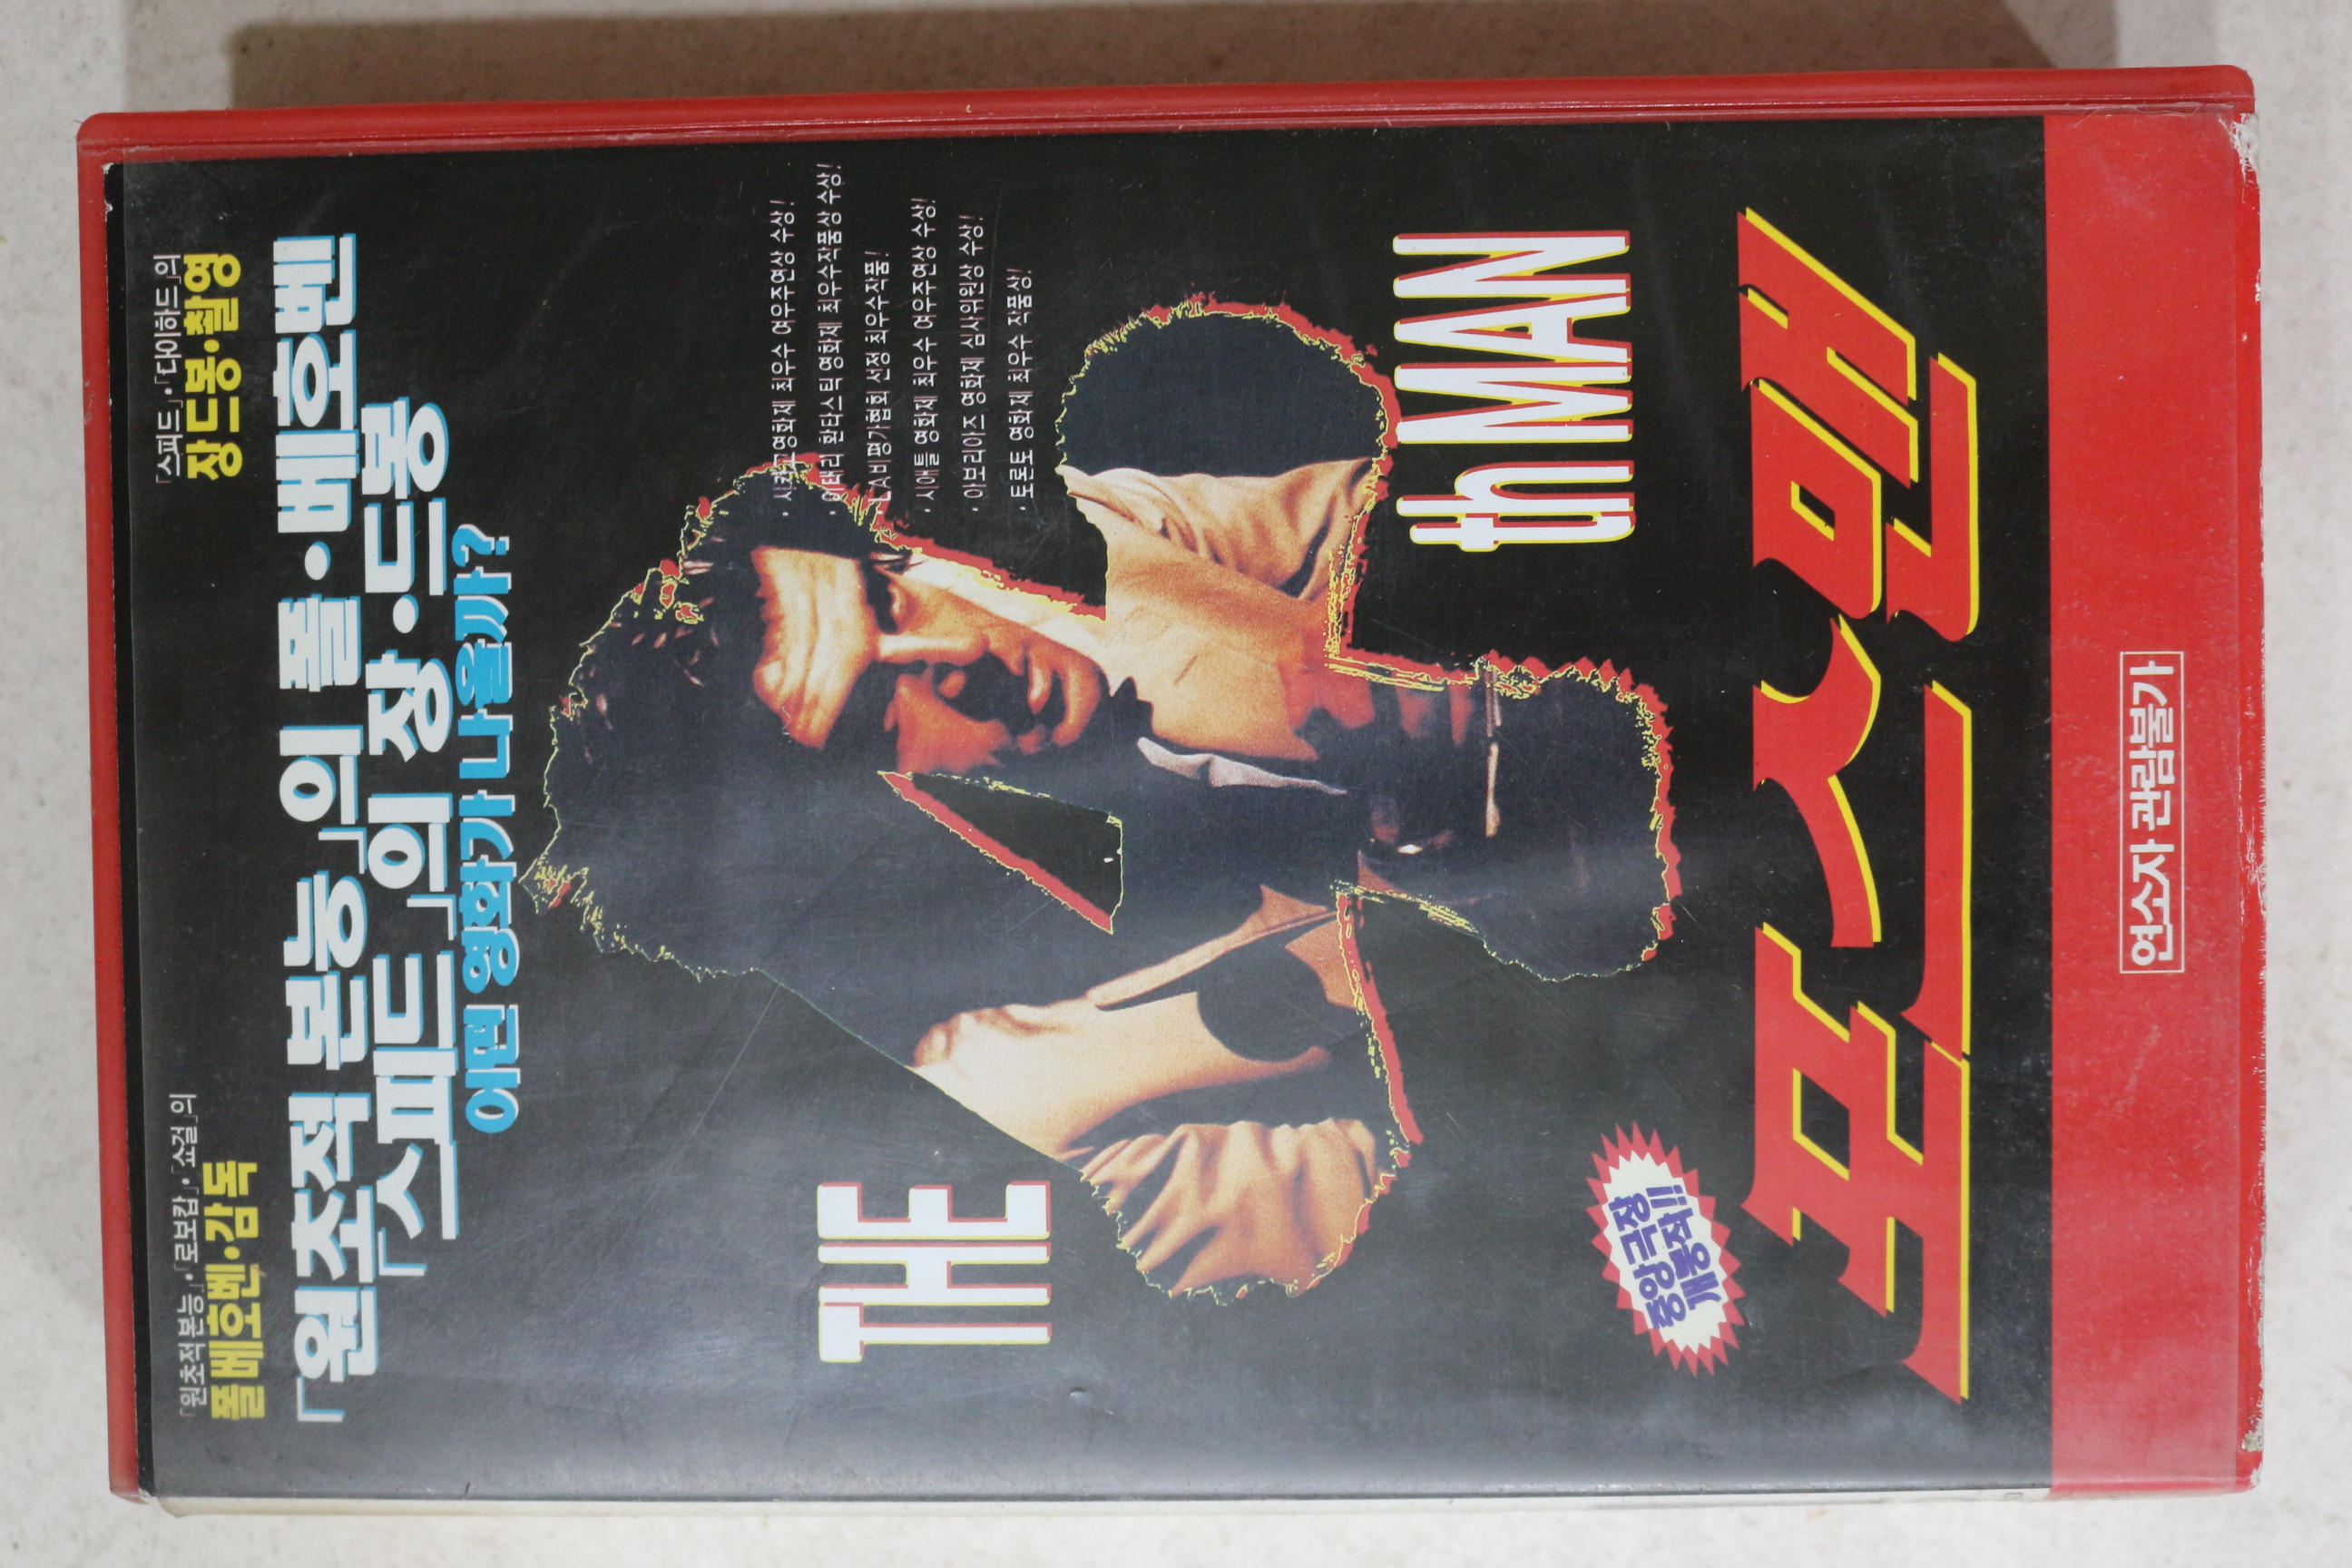 「원초적본능」·「로보캅」·「쇼걸」의
폴베호벤·감독
「스피드」·「다이하드」의
장드봉·촬영
「원초적 본능」의 폴·베호벤!
「스피드」의 장·드봉
어떤 영화가 나올까?
· 시카고영화제 최우수 여우주연상 수상!
· 이태리 환타스틱 영화제 최우수작품상 수상!
· LA비평가협회 선정 최우수작품!
· 시애틀 영화제 최우수 여우주연상 수상!
· 아보리아즈 영화제 심사위원상 수상!
· 토론토 영화제 최우수 작품상!
THE
4
th MAN
중앙극장
개봉작!!
포스맨
연소자 관람불가